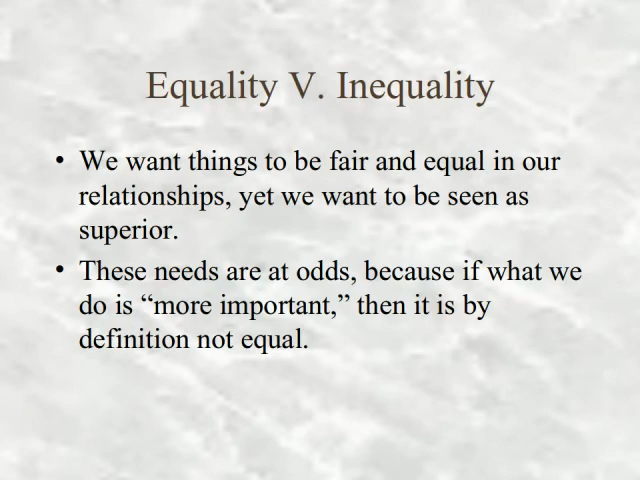 Equality V. Inequality
• We want things to be fair and equal in our
relationships, yet we want to be seen as
superior.
• These needs are at odds, because if what we
do is “more important,” then it is by
definition not equal.